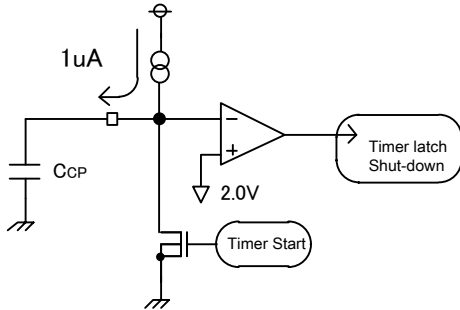 1uA
CCP
−
+
2.0V
Timer latch
Shut-down
Timer Start